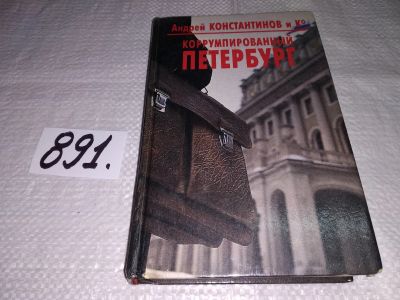 Андрей КОНСТАНТИНОВ и Ко
КОРРУМПИРОВАННЫЙ
ПЕТЕРБУРГ
891.